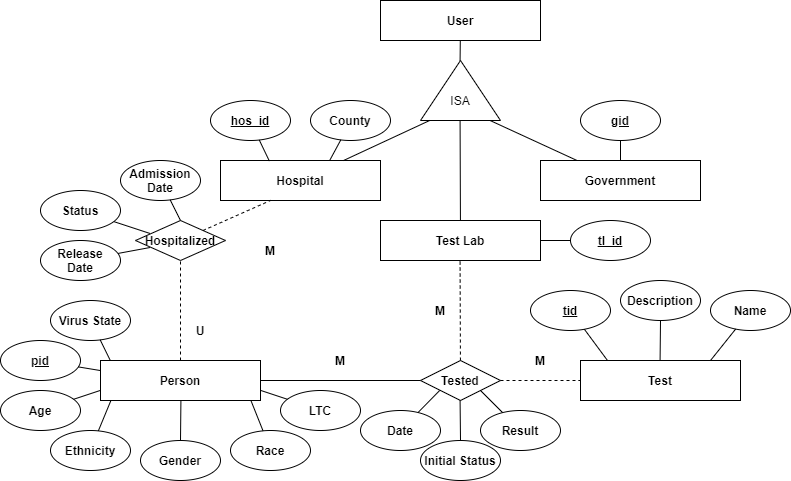 User
ISA
hos_id
County
gid
Hospital
Government
Admission
Date
Status
Hospitalized
Release
Date
M
Test Lab
tl_id
Virus State
U
M
tid
Description
Name
pid
Person
M
Tested
M
Test
Age
LTC
Date
Result
Ethnicity
Gender
Race
Initial Status